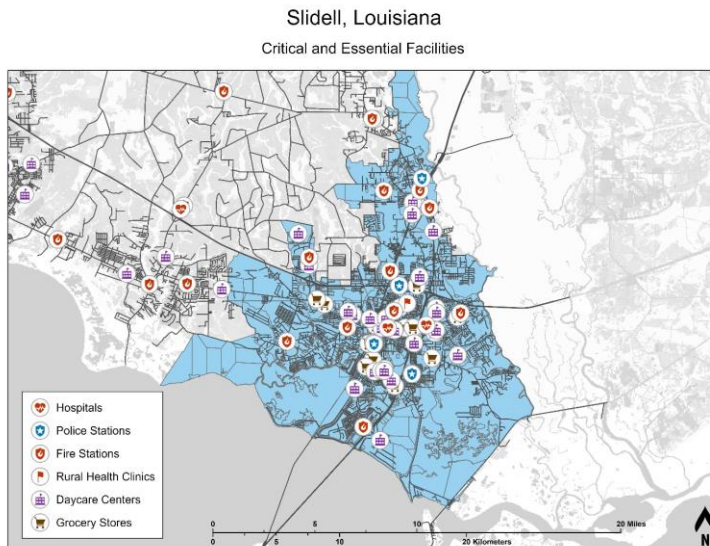 Slidell, Louisiana
Critical and Essential Facilities
Hospitals
Police Stations
Fire Stations
Rural Health Clinics
Daycare Centers
Grocery Stores
0 5 10 20 Miles
0 5 10 20 Kilometers
N